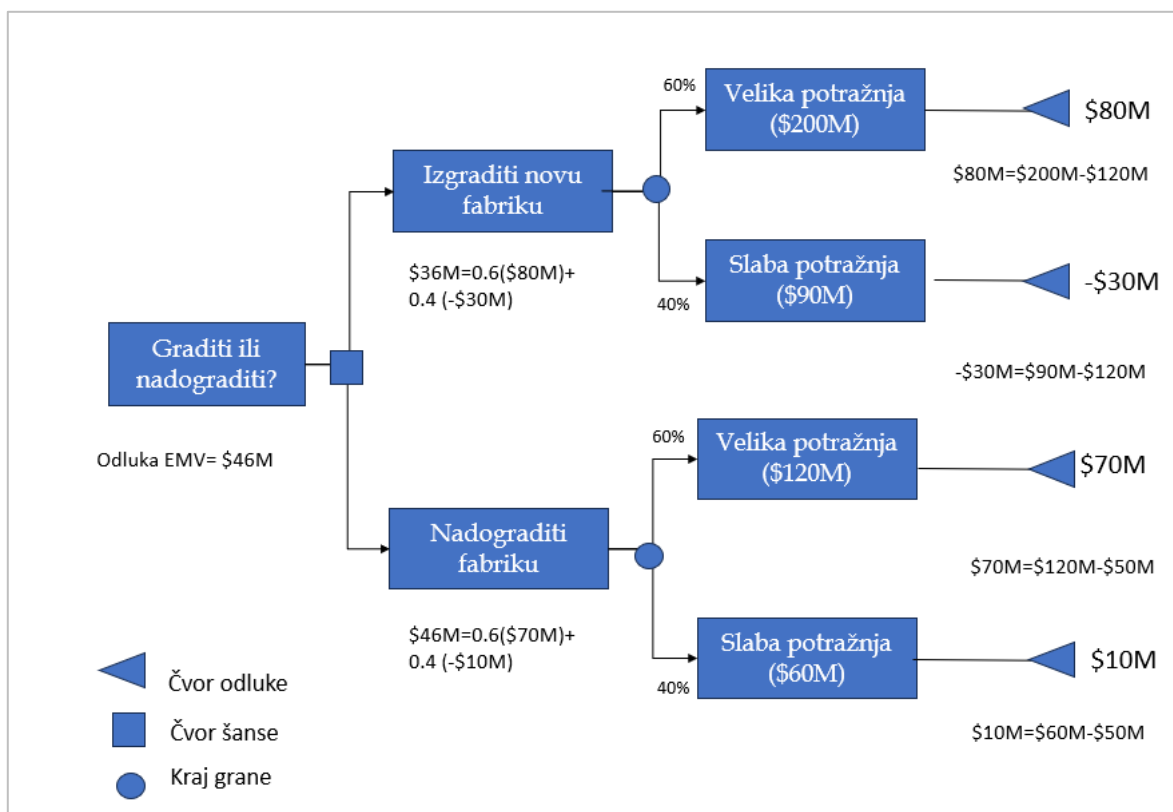 60%
Velika potražnja
($200M)
$80M
$80M=$200M-$120M
Izgraditi novu
fabriku
$36M=0.6($80M)+
0.4 (-$30M)
40%
Slaba potražnja
($90M)
-$30M
-$30M=$90M-$120M
Graditi ili
nadograditi?
Odluka EMV= $46M
60%
Velika potražnja
($120M)
$70M
$70M=$120M-$50M
Nadograditi
fabriku
$46M=0.6($70M)+
0.4 (-$10M)
40%
Slaba potražnja
($60M)
$10M
$10M=$60M-$50M
Čvor odluke
Čvor šanse
Kraj grane